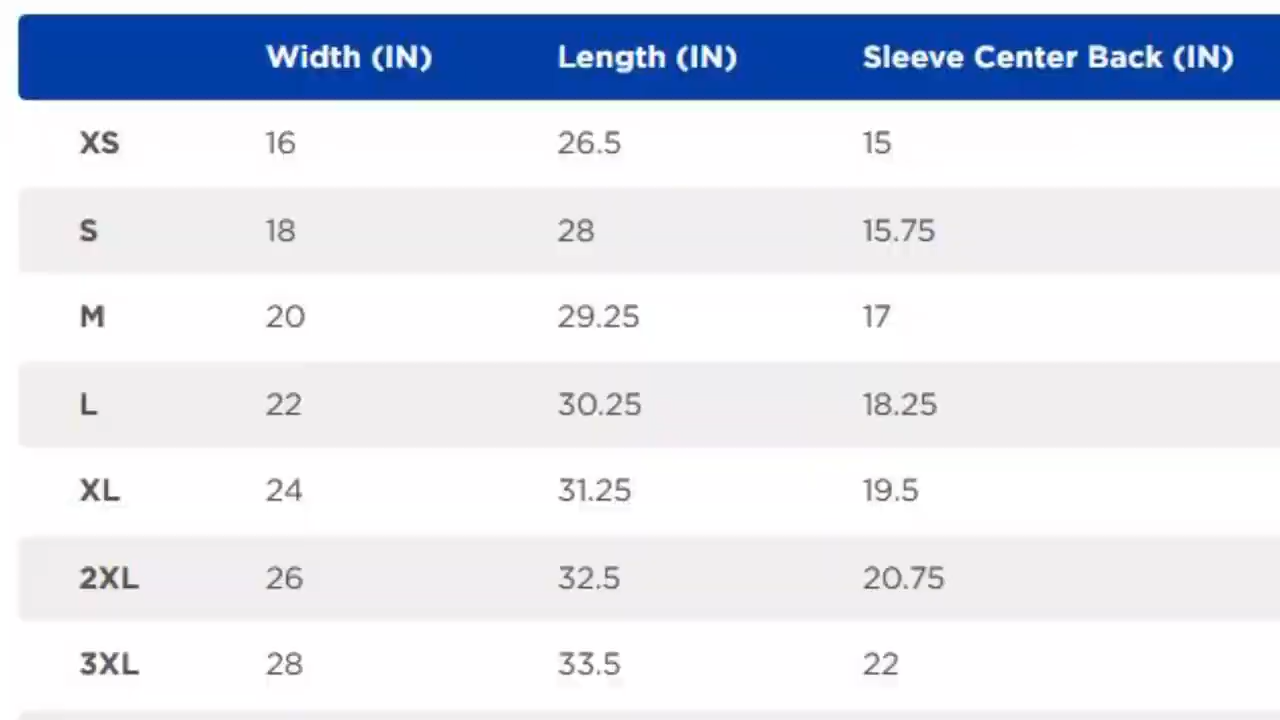 Width (IN) Length (IN) Sleeve Center Back (IN)
XS 16 26.5 15
S 18 28 15.75
M 20 29.25 17
L 22 30.25 18.25
XL 24 31.25 19.5
2XL 26 32.5 20.75
3XL 28 33.5 22